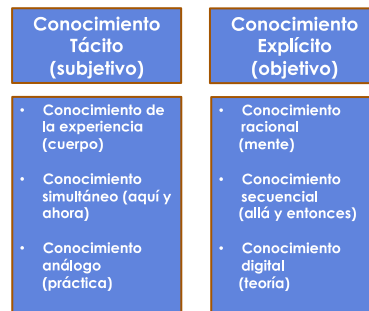 Conocimiento
Tácito
(subjetivo)
• Conocimiento de
la experiencia
(cuerpo)
• Conocimiento
simultáneo (aquí y
ahora)
• Conocimiento
análogo
(práctica)
Conocimiento
Explícito
(objetivo)
• Conocimiento
racional
(mente)
• Conocimiento
secuencial
(allá y entonces)
• Conocimiento
digital
(teoría)